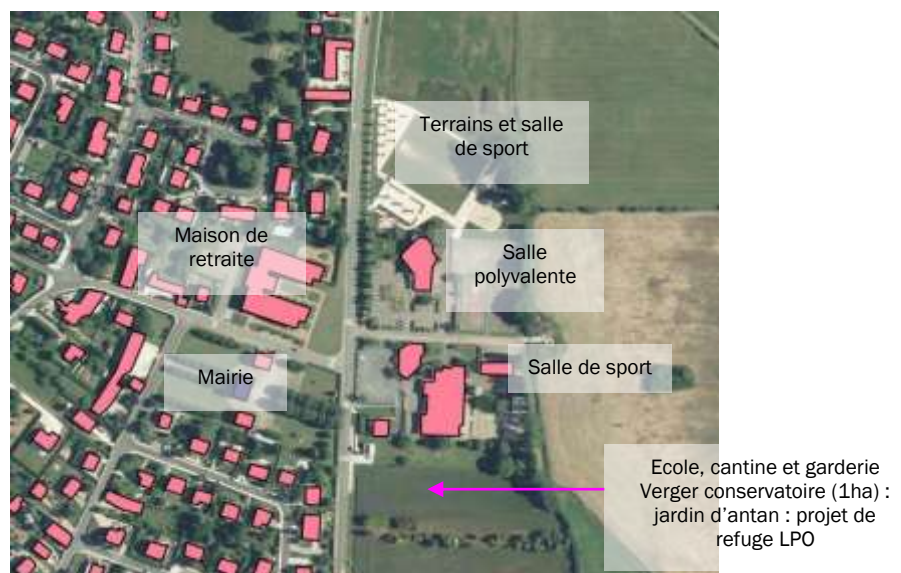 Terrains et salle
de sport
Maison de
retraite
Salle
polyvalente
Mairie
Salle de sport
Ecole, cantine et garderie
Verger conservatoire (1ha) :
jardin d'antan : projet de
refuge LPO